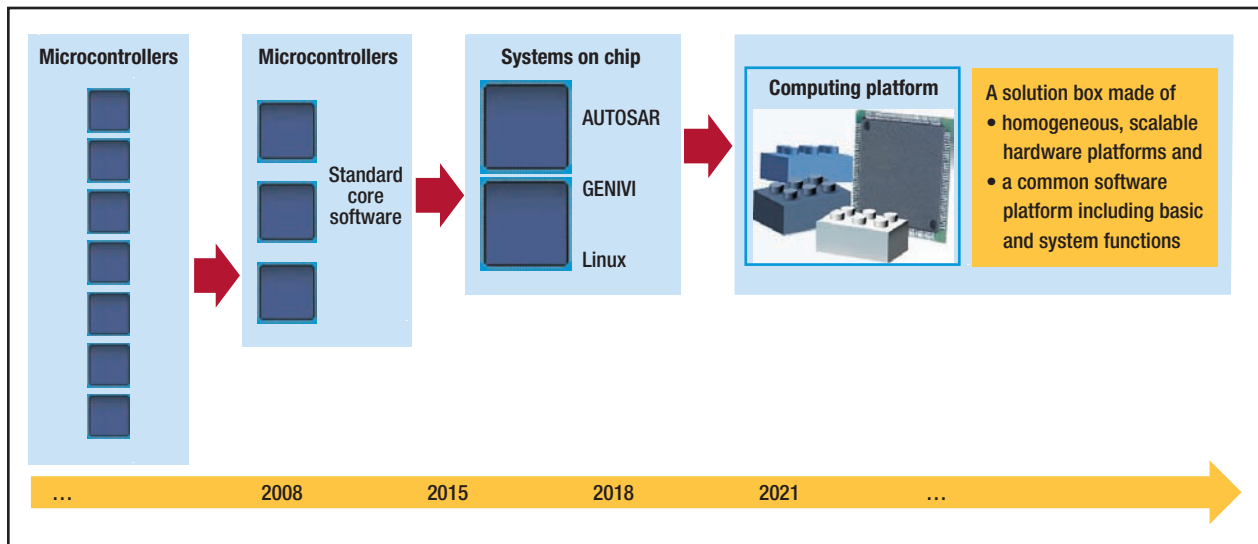 Microcontrollers
Microcontrollers
Standard
core
software
Systems on chip
AUTOSAR
GENIVI
Linux
Computing platform
A solution box made of
• homogeneous, scalable
hardware platforms and
• a common software
platform including basic
and system functions
… 2008 2015 2018 2021 …